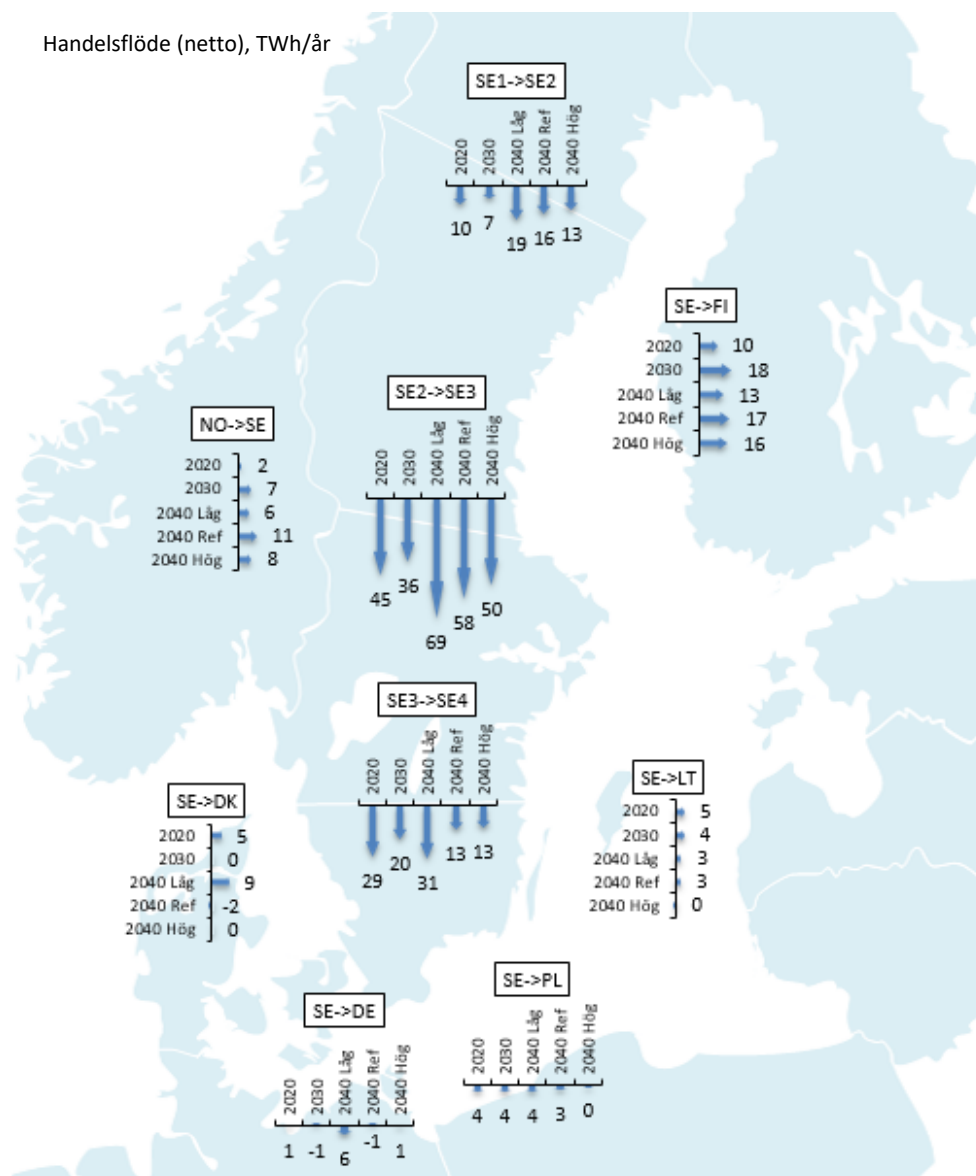 Handelsflöde (netto), TWh/år
SE1->SE2
2020 2030 2040 Låg 2040 Ref 2040 Hög
10 7 19 16 13
SE->FI
2020 10
2030 18
2040 Låg 13
2040 Ref 17
2040 Hög 16
SE2->SE3
2020 2030 2040 Låg 2040 Ref 2040 Hög
45 36 69 58 50
NO->SE
2020 2
2030 7
2040 Låg 6
2040 Ref 11
2040 Hög 8
SE3->SE4
2020 2030 2040 Låg 2040 Ref 2040 Hög
29 20 31 13 13
SE->LT
2020 5
2030 4
2040 Låg 3
2040 Ref 3
2040 Hög 0
SE->DK
2020 5
2030 0
2040 Låg 9
2040 Ref -2
2040 Hög 0
SE->PL
2020 2030 2040 Låg 2040 Ref 2040 Hög
4 4 4 3 0
SE->DE
2020 2030 2040 Låg 2040 Ref 2040 Hög
1 -1 6 -1 1